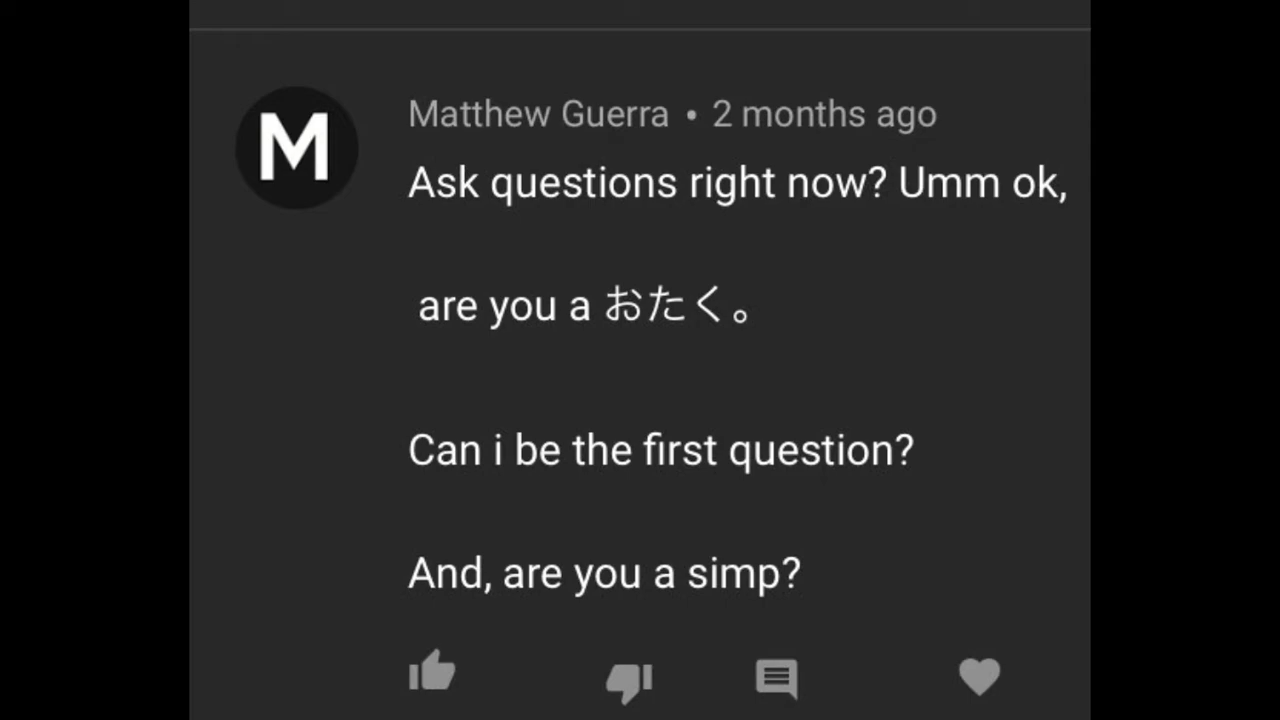 M
Matthew Guerra • 2 months ago
Ask questions right now? Umm ok,
are you a おたく。
Can i be the first question?
And, are you a simp?